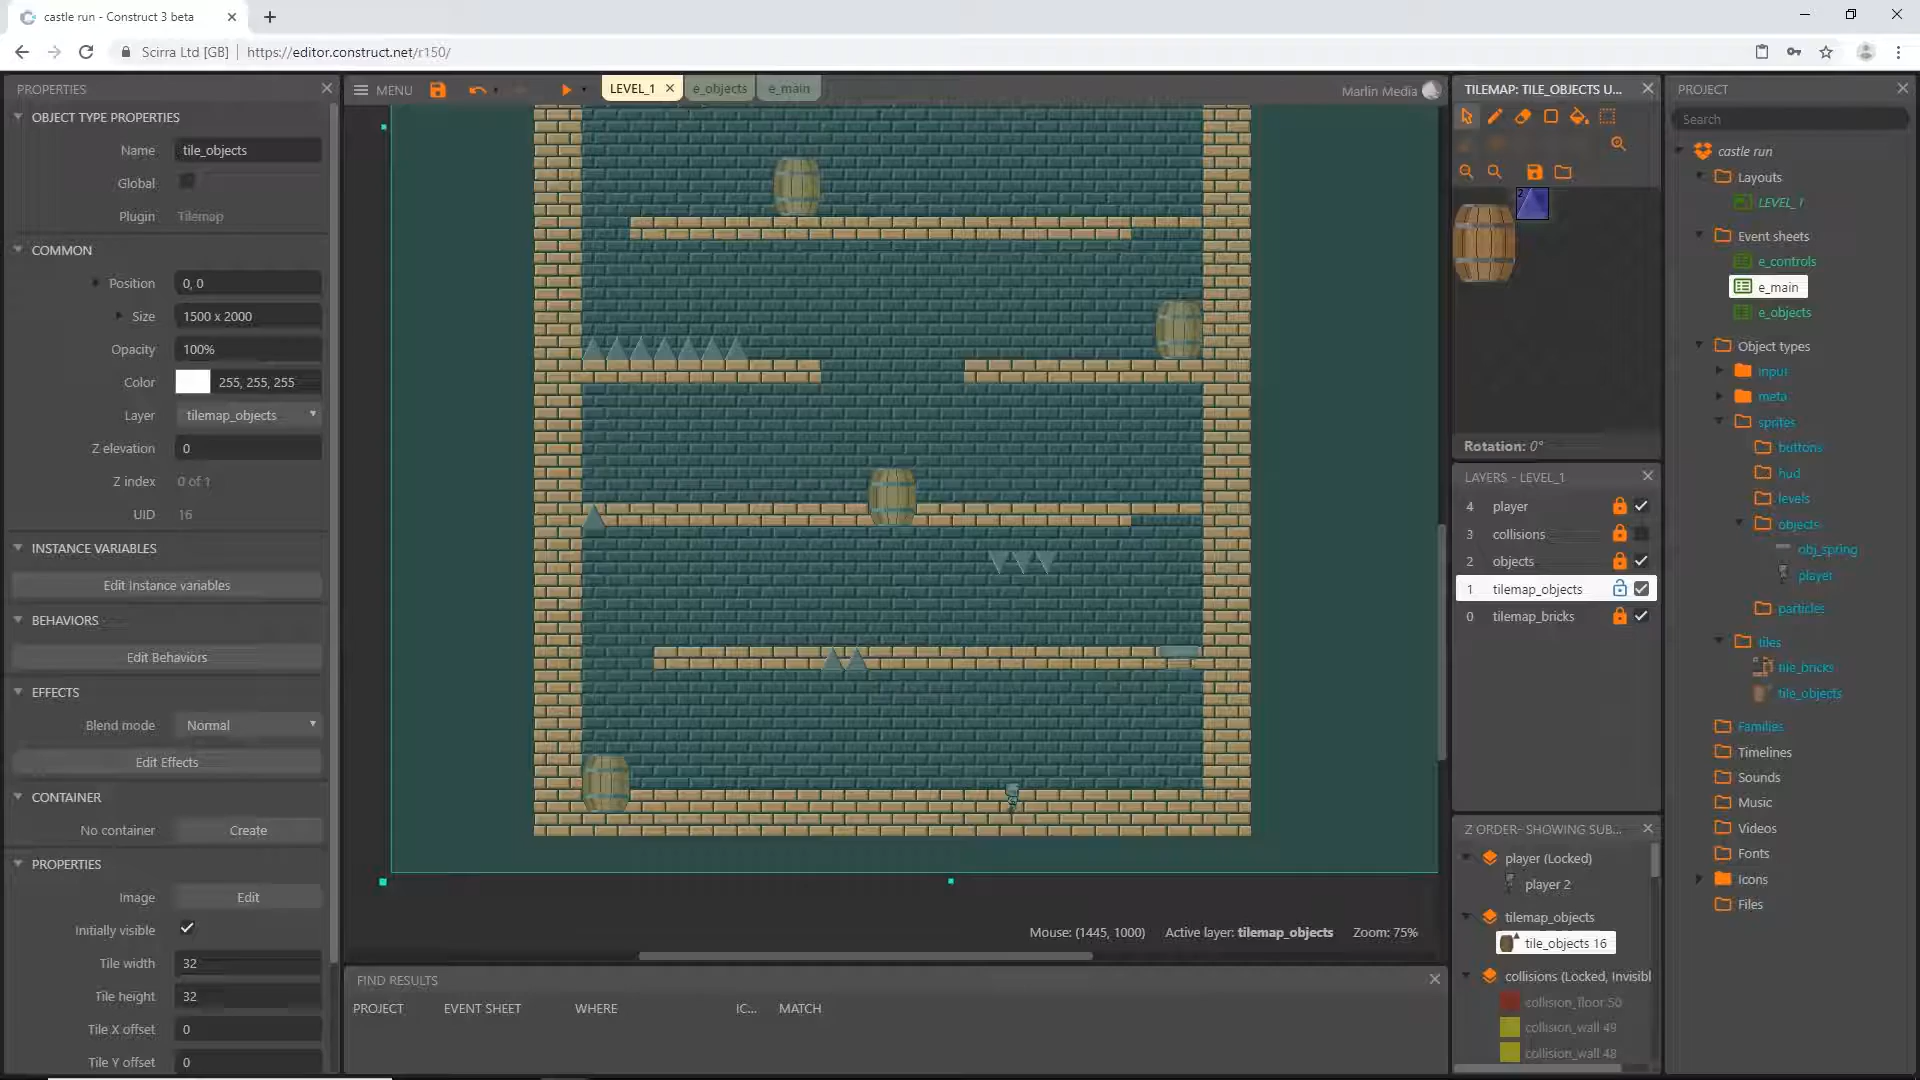 castle run - Construct 3 beta
Scirra Ltd [GB]
https://editor.construct.net/r150/
PROPERTIES
OBJECT TYPE PROPERTIES
Name tile_objects
Global
Plugin Tilemap
COMMON
Position 0, 0
Size 1500 x 2000
Opacity 100%
Color 255, 255, 255
Layer tilemap_objects
Z elevation 0
Z index 0 of 1
UID 16
INSTANCE VARIABLES
Edit Instance variables
BEHAVIORS
Edit Behaviors
EFFECTS
Blend mode Normal
Edit Effects
CONTAINER
No container Create
PROPERTIES
Image Edit
Initially visible
Tile width 32
Tile height 32
Tile X offset 0
Tile Y offset 0
MENU
LEVEL_1
e_objects
e_main
Marlin Media
Mouse: (1445, 1000) Active layer: tilemap_objects Zoom: 75%
FIND RESULTS
PROJECT EVENT SHEET WHERE IC... MATCH
TILEMAP: TILE_OBJECTS U...
2
Rotation: 0°
LAYERS - LEVEL_1
4 player
3 collisions
2 objects
1 tilemap_objects
0 tilemap_bricks
Z ORDER- SHOWING SUB...
player (Locked)
player 2
tilemap_objects
tile_objects 16
collisions (Locked, Invisibl
collision_floor 50
collision_wall 49
collision_wall 48
PROJECT
Search
castle run
Layouts
LEVEL_1
Event sheets
e_controls
e_main
e_objects
Object types
input
meta
sprites
buttons
hud
levels
objects
obj_spring
player
particles
tiles
tile_bricks
tile_objects
Families
Timelines
Sounds
Music
Videos
Fonts
Icons
Files